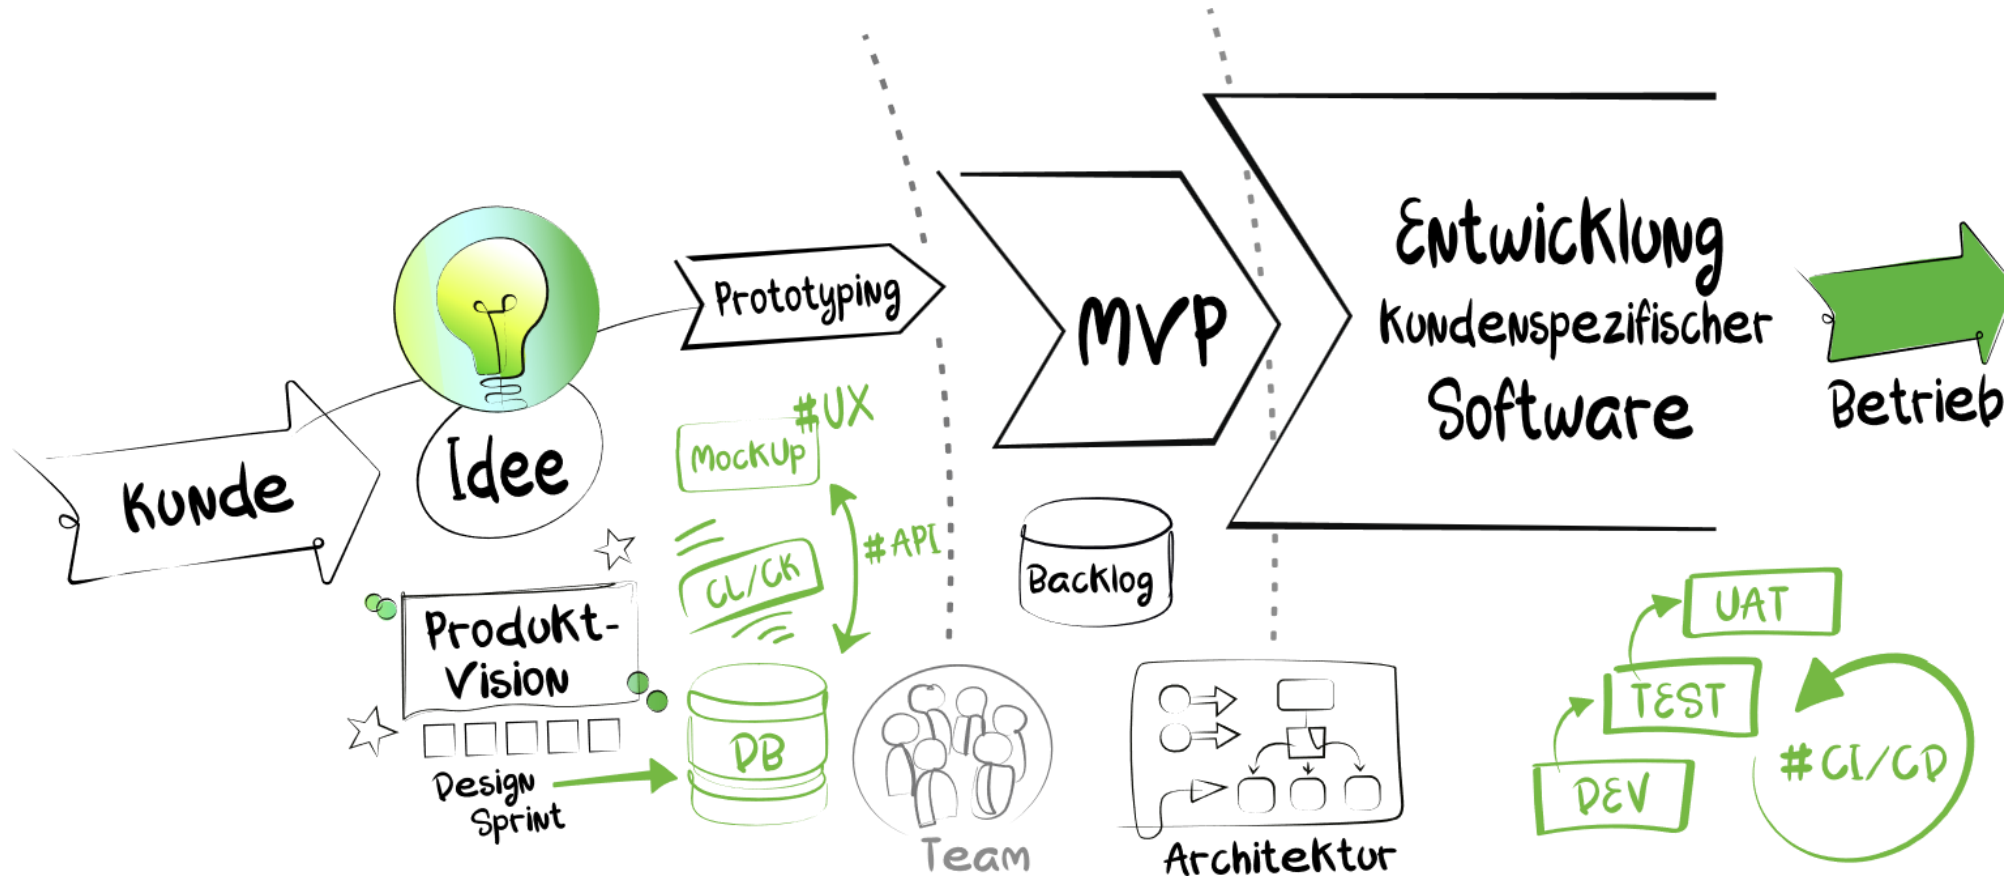 Kunde
Idee
Produkt-
Vision
Design
Sprint
Prototyping
#UX
MockUp
#API
CL/CK
DB
Team
MVP
Backlog
Architektur
Entwicklung
kundenspezifischer
Software
UAT
TEST
DEV
#CI/CD
Betrieb